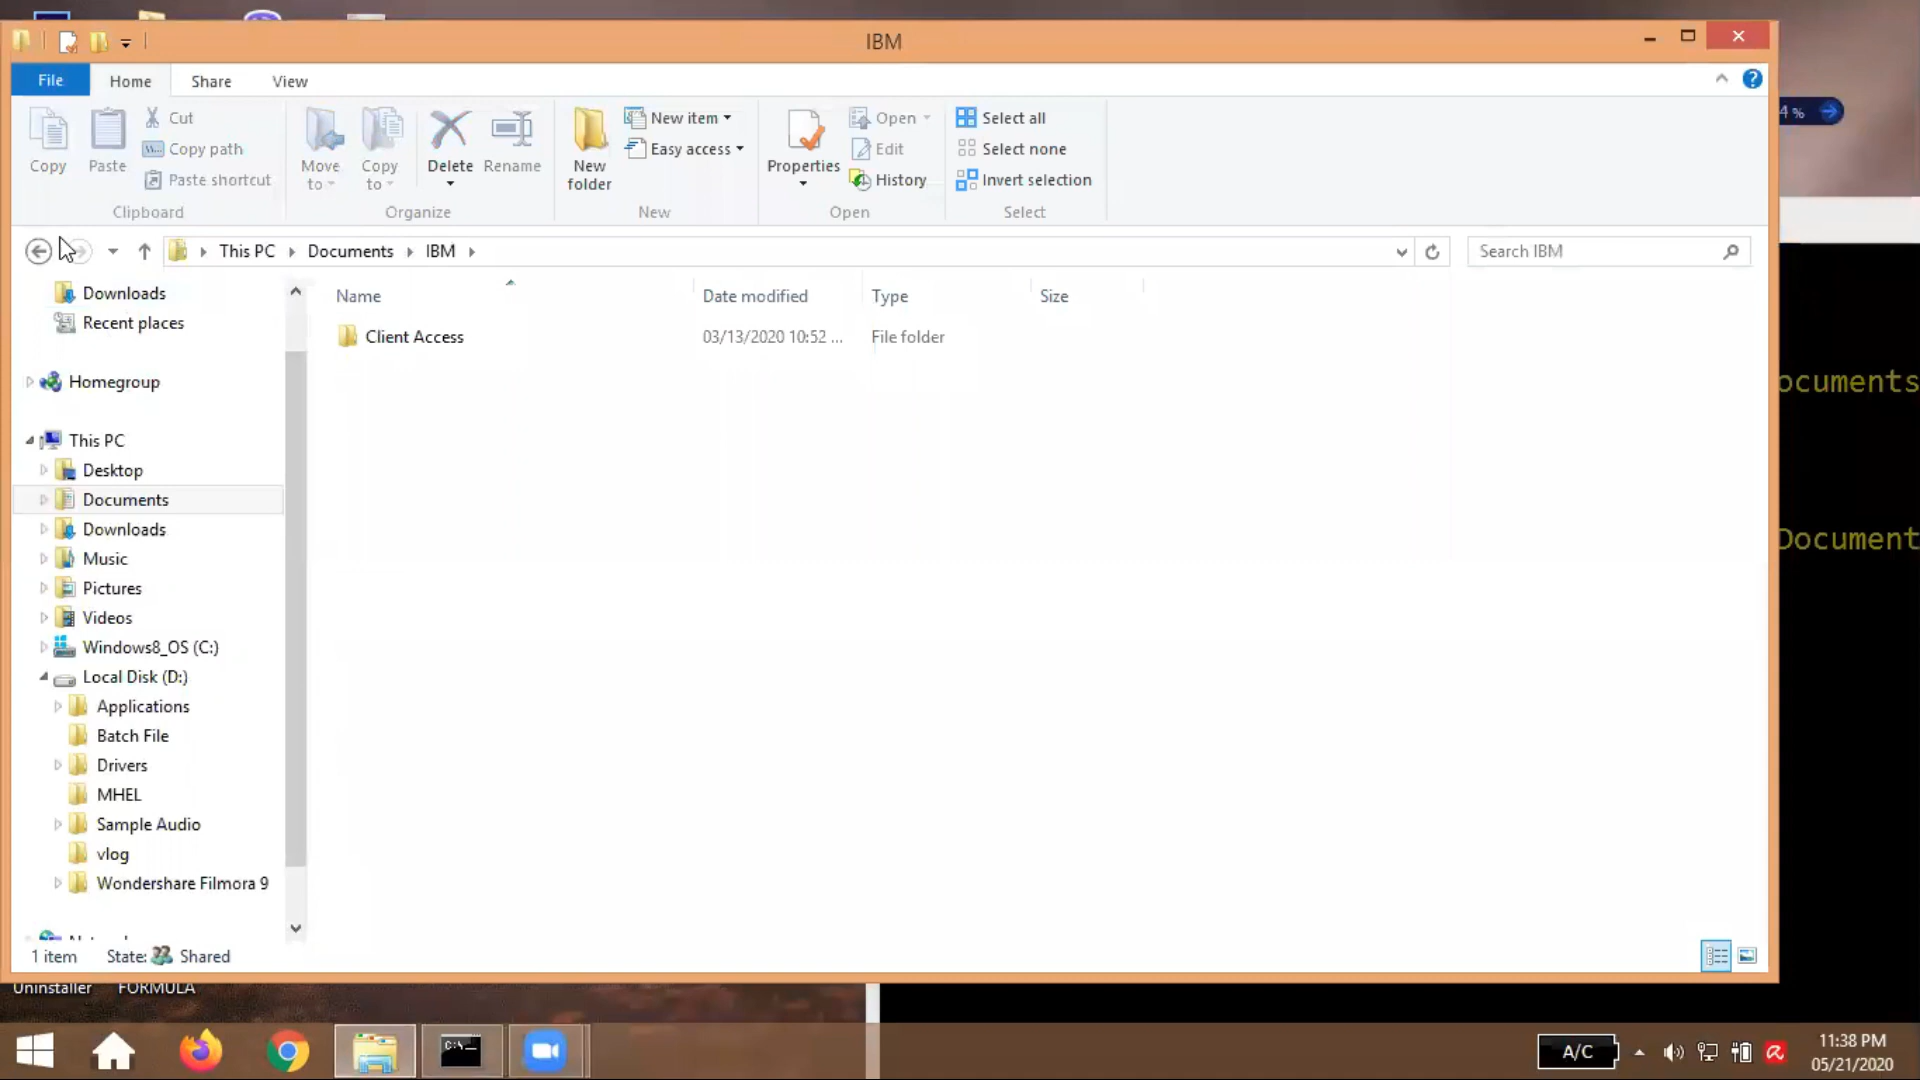 IBM
File
Home
Share
View
4 %
Copy
Paste
Cut
Copy path
Paste shortcut
Clipboard
Move to
Copy to
Delete
Rename
Organize
New folder
New item
Easy access
New
Properties
Open
Edit
History
Open
Select all
Select none
Invert selection
Select
This PC
Documents
IBM
Search IBM
Name
Date modified
Type
Size
Client Access
03/13/2020 10:52 ...
File folder
Downloads
Recent places
Homegroup
This PC
Desktop
Documents
Downloads
Music
Pictures
Videos
Windows8_OS (C:)
Local Disk (D:)
Applications
Batch File
Drivers
MHEL
Sample Audio
vlog
Wondershare Filmora 9
ocuments
Document
1 item
State:
Shared
Uninstaller
FORMULA
C:\
A/C
11:38 PM
05/21/2020